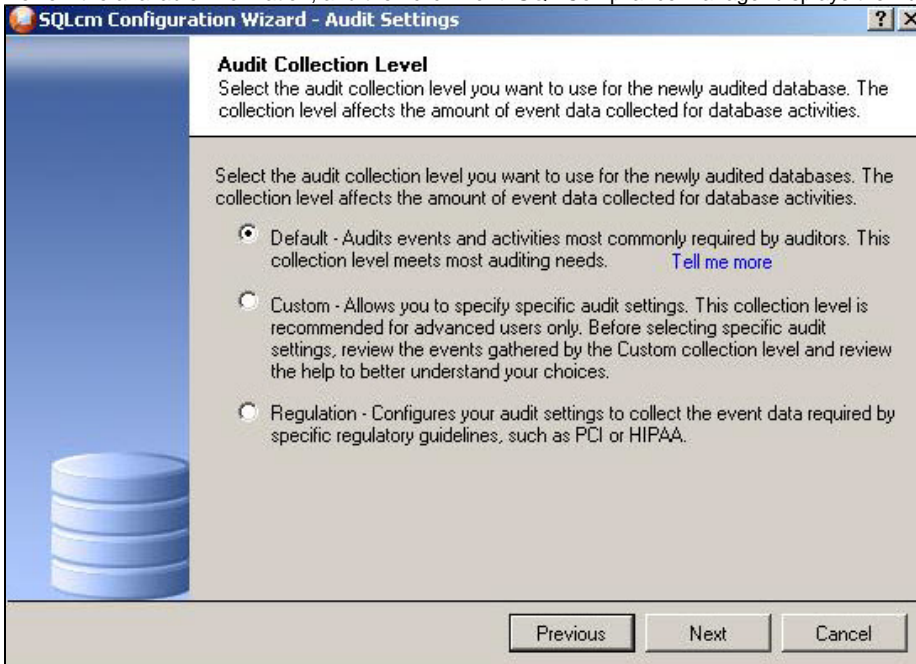 SQLcm Configuration Wizard - Audit Settings
Audit Collection Level
Select the audit collection level you want to use for the newly audited database. The
collection level affects the amount of event data collected for database activities.
Select the audit collection level you want to use for the newly audited databases. The
collection level affects the amount of event data collected for database activities.
Default - Audits events and activities most commonly required by auditors. This
collection level meets most auditing needs. Tell me more
Custom - Allows you to specify specific audit settings. This collection level is
recommended for advanced users only. Before selecting specific audit
settings, review the events gathered by the Custom collection level and review
the help to better understand your choices.
Regulation - Configures your audit settings to collect the event data required by
specific regulatory guidelines, such as PCI or HIPAA.
Previous Next Cancel